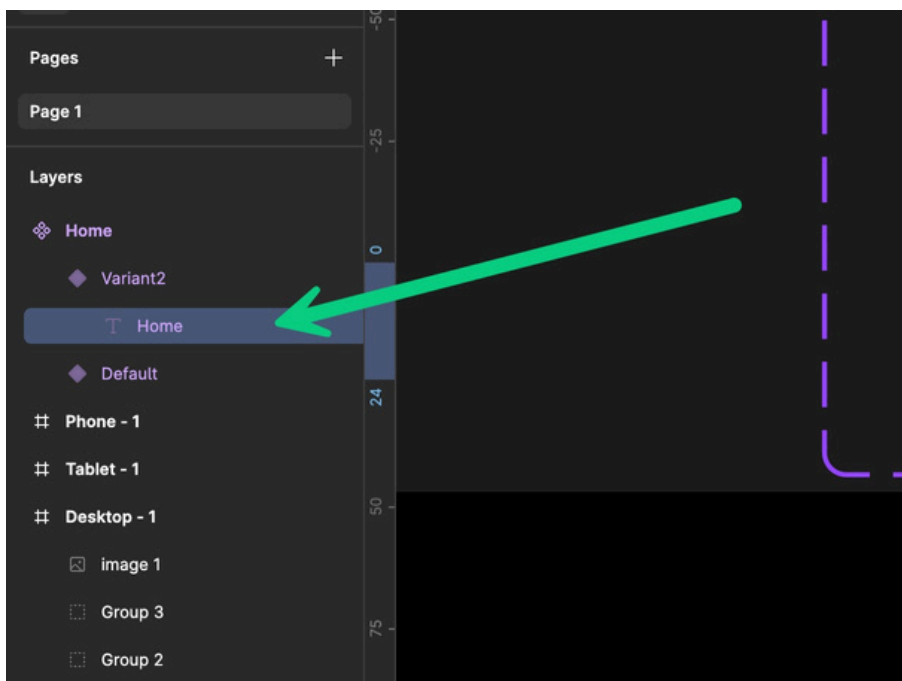 Pages
Page 1
Layers
Home
Variant2
Home
Default
Phone - 1
Tablet - 1
Desktop - 1
image 1
Group 3
Group 2
-50
-25
0
24
50
75